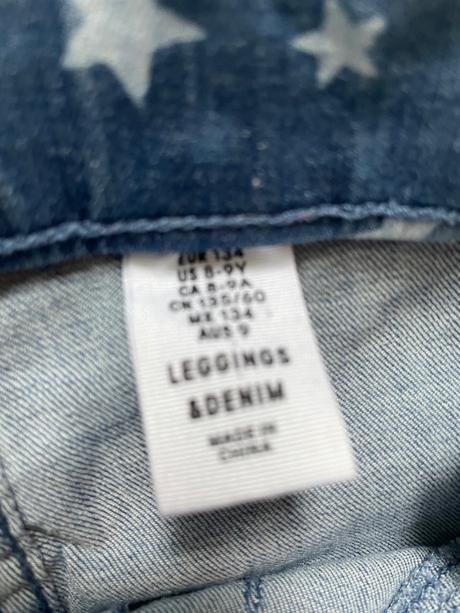 EUR 134
US 8-9Y
CA 8-9A
CN 135/60
MX 134
AUS 9
LEGGINGS
&DENIM
MADE IN
CHINA